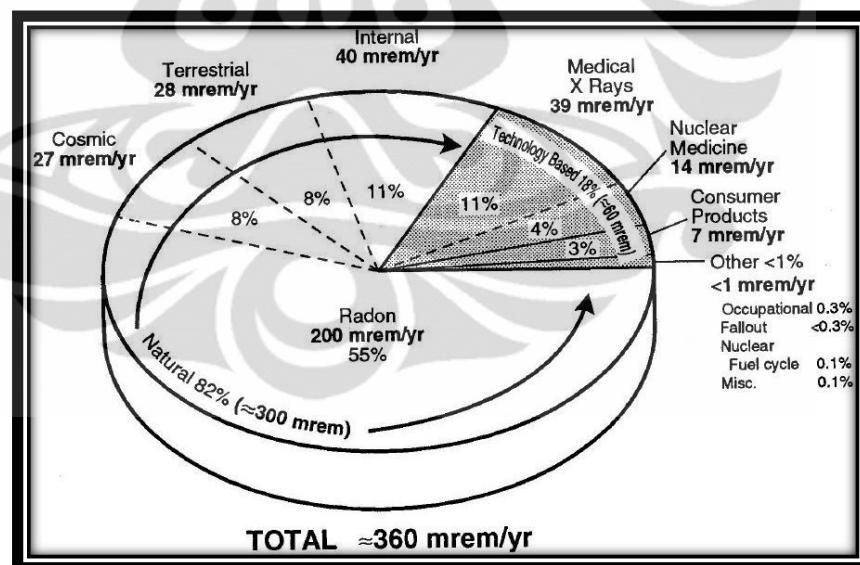 Internal
40 mrem/yr
Terrestrial
28 mrem/yr
Cosmic
27 mrem/yr
Medical
X Rays
39 mrem/yr
Nuclear
Medicine
14 mrem/yr
Consumer
Products
7 mrem/yr
Other <1%
<1 mrem/yr
Occupational 0.3%
Fallout <0.3%
Nuclear
Fuel cycle 0.1%
Misc. 0.1%
Technology Based 18% (≈60 mrem)
8%
8%
11%
11%
4%
3%
Radon
200 mrem/yr
55%
Natural 82% (≈300 mrem)
TOTAL ≈360 mrem/yr